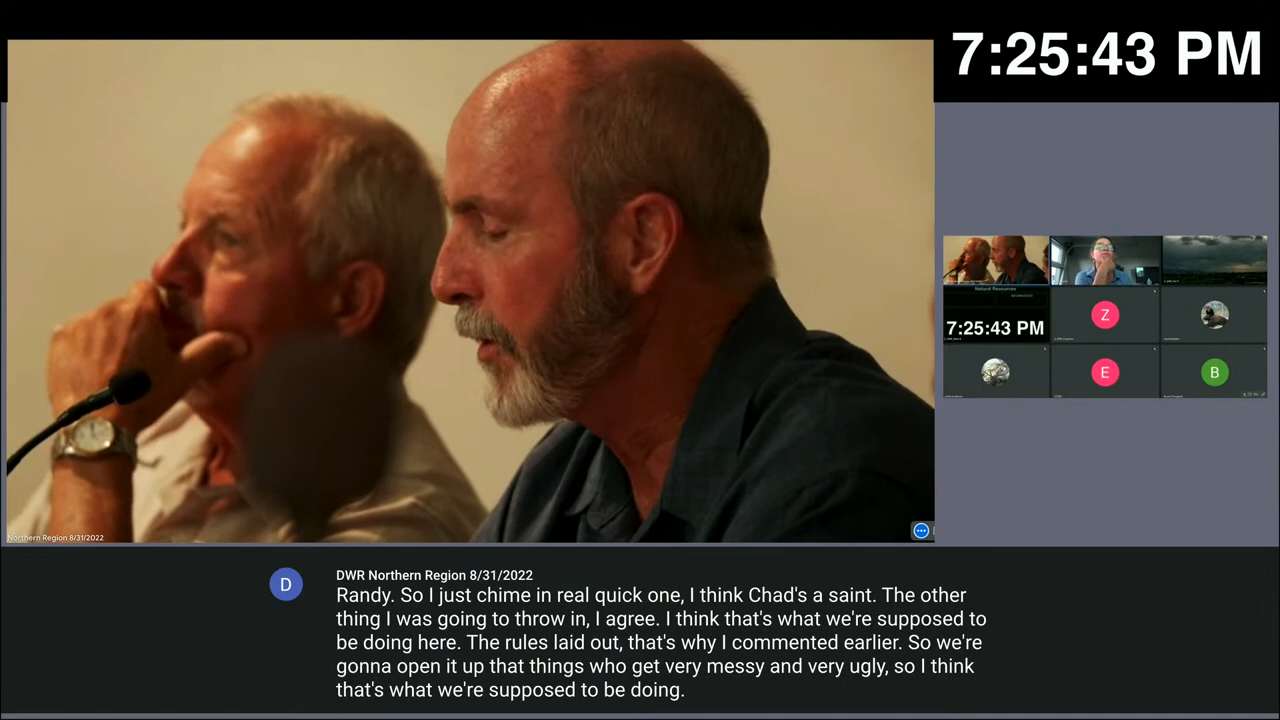 7:25:43 PM
Natural Resources
INFORMATION
7:25:43 PM
Z
E
B
Northern Region 8/31/2022
D
DWR Northern Region 8/31/2022
Randy. So I just chime in real quick one, I think Chad's a saint. The other
thing I was going to throw in, I agree. I think that's what we're supposed to
be doing here. The rules laid out, that's why I commented earlier. So we're
gonna open it up that things who get very messy and very ugly, so I think
that's what we're supposed to be doing.